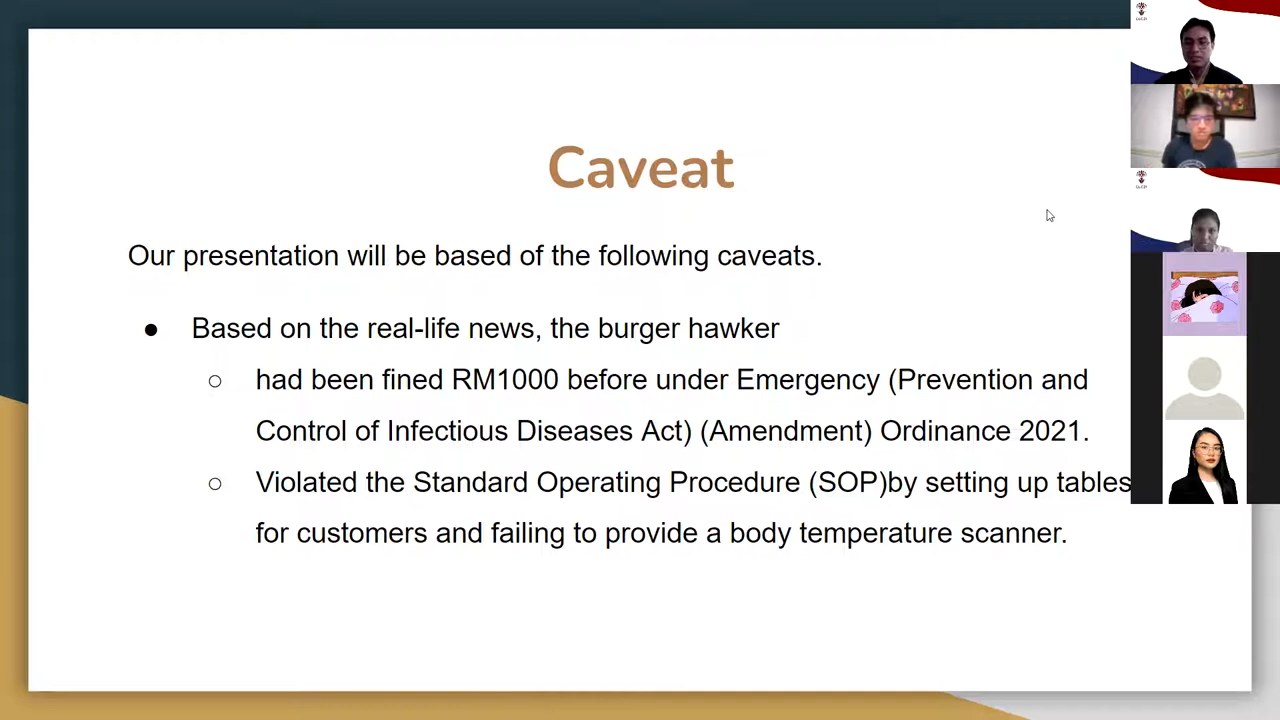 Caveat
Our presentation will be based of the following caveats.
● Based on the real-life news, the burger hawker
○ had been fined RM1000 before under Emergency (Prevention and
Control of Infectious Diseases Act) (Amendment) Ordinance 2021.
○ Violated the Standard Operating Procedure (SOP)by setting up tables
for customers and failing to provide a body temperature scanner.